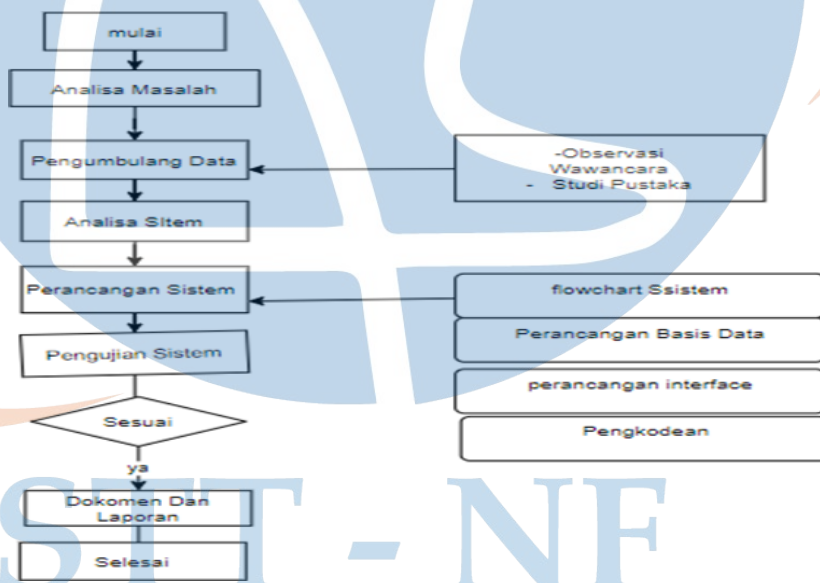 mulai
Analisa Masalah
Pengumbulang Data
-Observasi
Wawancara
- Studi Pustaka
Analisa SItem
Perancangan Sistem
flowchart Ssistem
Perancangan Basis Data
Pengujian Sistem
perancangan interface
Sesuai
Pengkodean
ya
Dokomen Dan
Laporan
Selesai
STT - NF